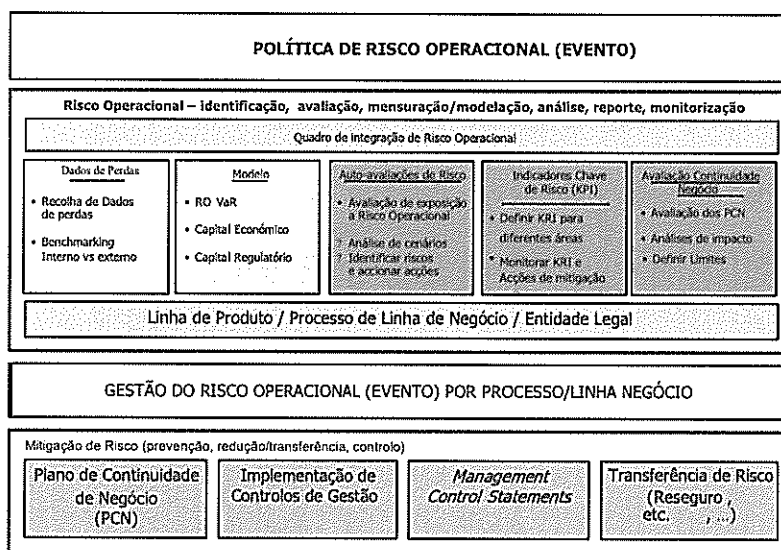 POLÍTICA DE RISCO OPERACIONAL (EVENTO)
Risco Operacional – identificação, avaliação, mensuração/modelação, análise, reporte, monitorização
Quadro de Integração de Risco Operacional
Dados de Perdas
• Recolha de Dados
de perdas
• Benchmarking
Interno vs externo
Modelo
• RO VaR
• Capital Económico
• Capital Regulatório
Auto-avaliações de Risco
• Avaliação de exposição
a Risco Operacional
? Análise de cenários
? Identificar riscos
e accionar acções
Indicadores Chave
de Risco (KPI)
• Definir KRI para
diferentes áreas
• Monitorar KRI e
Acções de mitigação
Avaliação Continuidade
Negócio
• Avaliação dos PCN
• Análises de impacto
• Definir Limites
Linha de Produto / Processo de Linha de Negócio / Entidade Legal
GESTÃO DO RISCO OPERACIONAL (EVENTO) POR PROCESSO/LINHA NEGÓCIO
Mitigação de Risco (prevenção, redução/transferência, controlo)
Plano de Continuidade
de Negócio
(PCN)
Implementação de
Controlos de Gestão
Management
Control Statements
Transferência de Risco
(Reseguro ,
etc. , ...)